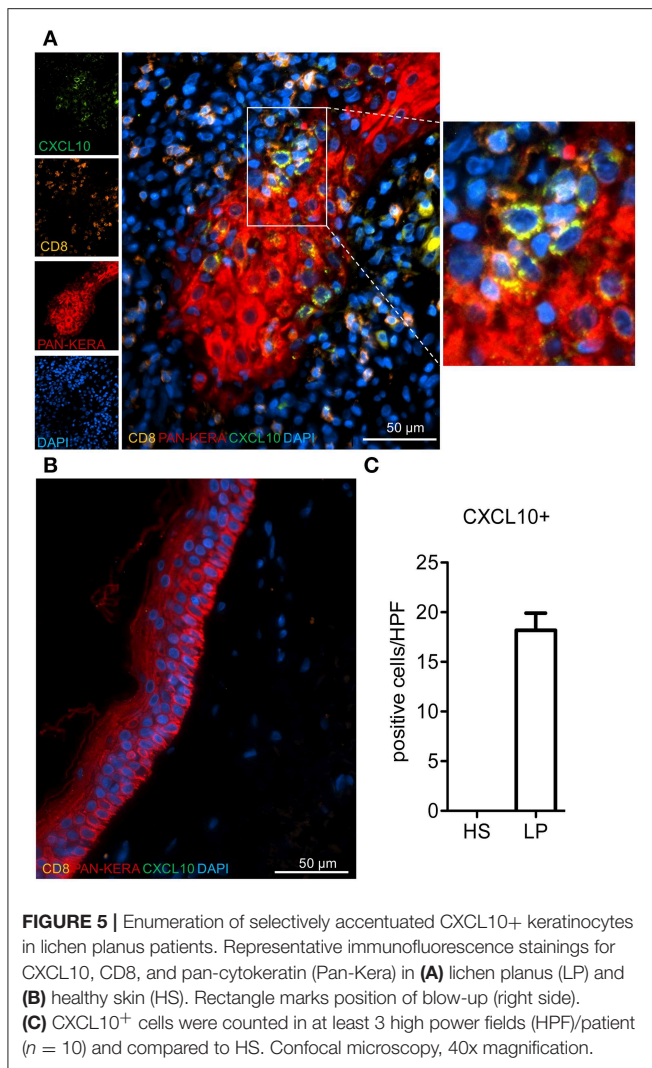 A
CXCL10
CD8
PAN-KERA
DAPI
CD8 PAN-KERA CXCL10 DAPI
50 µm
B
CD8 PAN-KERA CXCL10 DAPI
50 µm
C
CXCL10+
positive cells/HPF
25
20
15
10
5
0
HS
LP
FIGURE 5 | Enumeration of selectively accentuated CXCL10+ keratinocytes
in lichen planus patients. Representative immunofluorescence stainings for
CXCL10, CD8, and pan-cytokeratin (Pan-Kera) in (A) lichen planus (LP) and
(B) healthy skin (HS). Rectangle marks position of blow-up (right side).
(C) CXCL10⁺ cells were counted in at least 3 high power fields (HPF)/patient
(n = 10) and compared to HS. Confocal microscopy, 40x magnification.